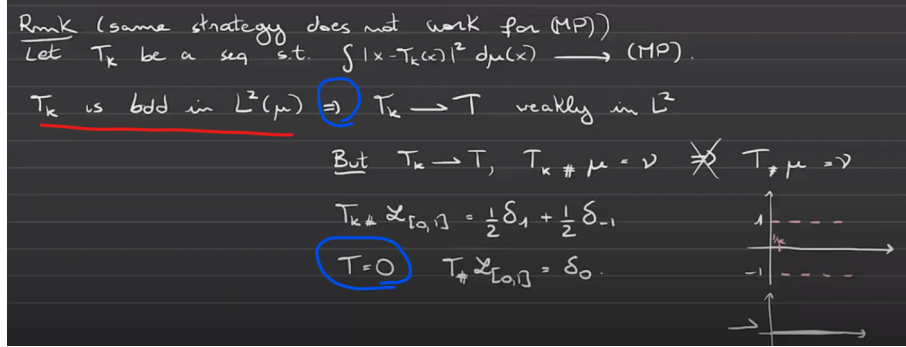 Rmk (same strategy does not work for (MP))
Let T_k be a seq s.t. ∫ |x - T_k(x)|² dμ(x) ⟶ (MP).
T_k is bdd in L²(μ) ⇒ T_k ⟶ T weakly in L²
But T_k ⟶ T, T_k # μ = ν ⇏ T_# μ = ν
T_k# ℒ_[0,1] = 1/2 δ_1 + 1/2 δ_-1
T = 0 T_# ℒ_[0,1] = δ_0.
1
1/k
-1